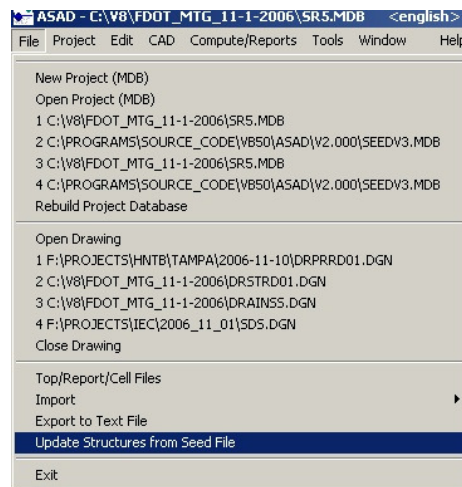 ASAD - C:\V8\FDOT_MTG_11-1-2006\SR5.MDB <english>
File Project Edit CAD Compute/Reports Tools Window Help
New Project (MDB)
Open Project (MDB)
1 C:\V8\FDOT_MTG_11-1-2006\SR5.MDB
2 C:\PROGRAMS\SOURCE_CODE\VB50\ASAD\V2.000\SEEDV3.MDB
3 C:\V8\FDOT_MTG_11-1-2006\SR5.MDB
4 C:\PROGRAMS\SOURCE_CODE\VB50\ASAD\V2.000\SEEDV3.MDB
Rebuild Project Database
Open Drawing
1 F:\PROJECTS\HNTB\TAMPA\2006-11-10\DRPRRD01.DGN
2 C:\V8\FDOT_MTG_11-1-2006\DRSTRD01.DGN
3 C:\V8\FDOT_MTG_11-1-2006\DRAINSS.DGN
4 F:\PROJECTS\IEC\2006_11_01\SDS.DGN
Close Drawing
Top/Report/Cell Files
Import
Export to Text File
Update Structures from Seed File
Exit